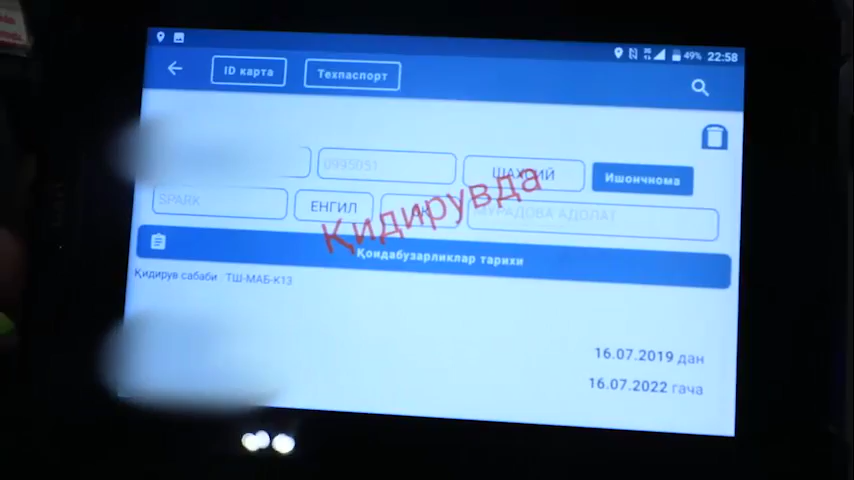 49% 22:58
ID карта Техпаспорт
0995051 ШАХСИЙ Ишончнома
SPARK ЕНГИЛ ОК МУРАДОВА АДОЛАТ
Қидирувда
Қоидабузарликлар тарихи
Қидирув сабаби : ТШ-МАБ-К13
16.07.2019 дан
16.07.2022 гача